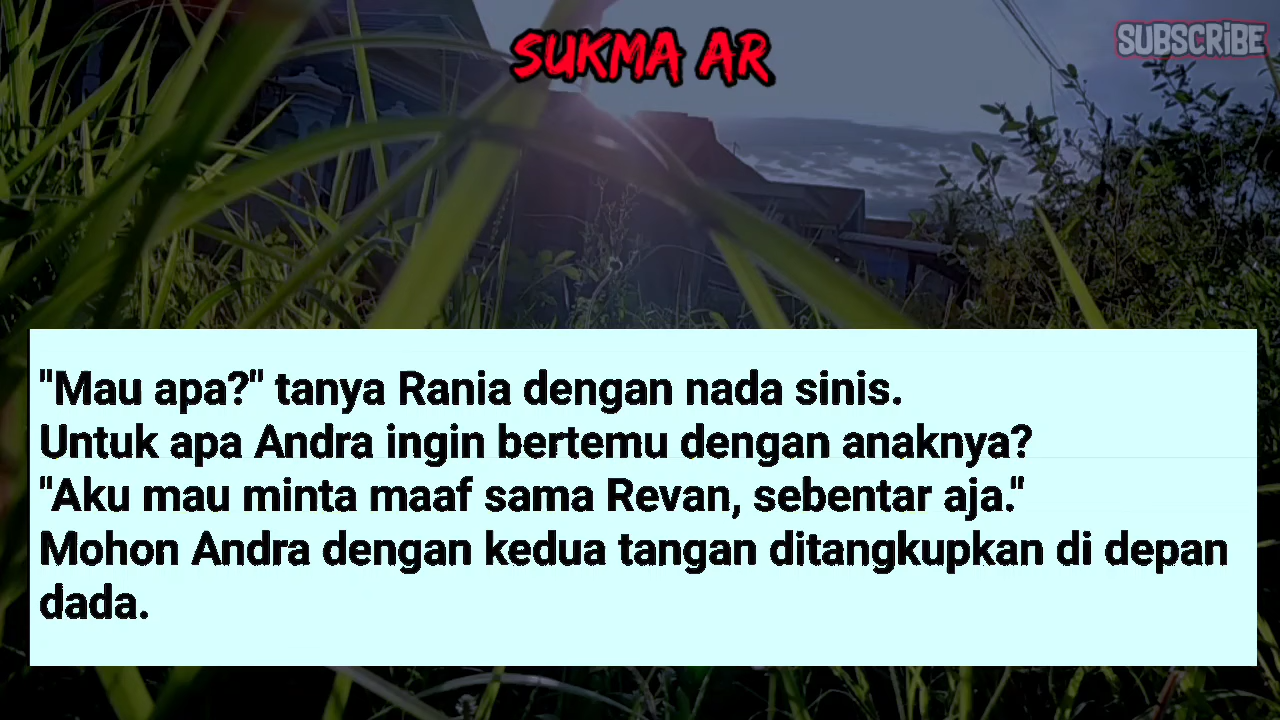 SUKMA AR
SUBSCRiBE
"Mau apa?" tanya Rania dengan nada sinis.
Untuk apa Andra ingin bertemu dengan anaknya?
"Aku mau minta maaf sama Revan, sebentar aja."
Mohon Andra dengan kedua tangan ditangkupkan di depan
dada.